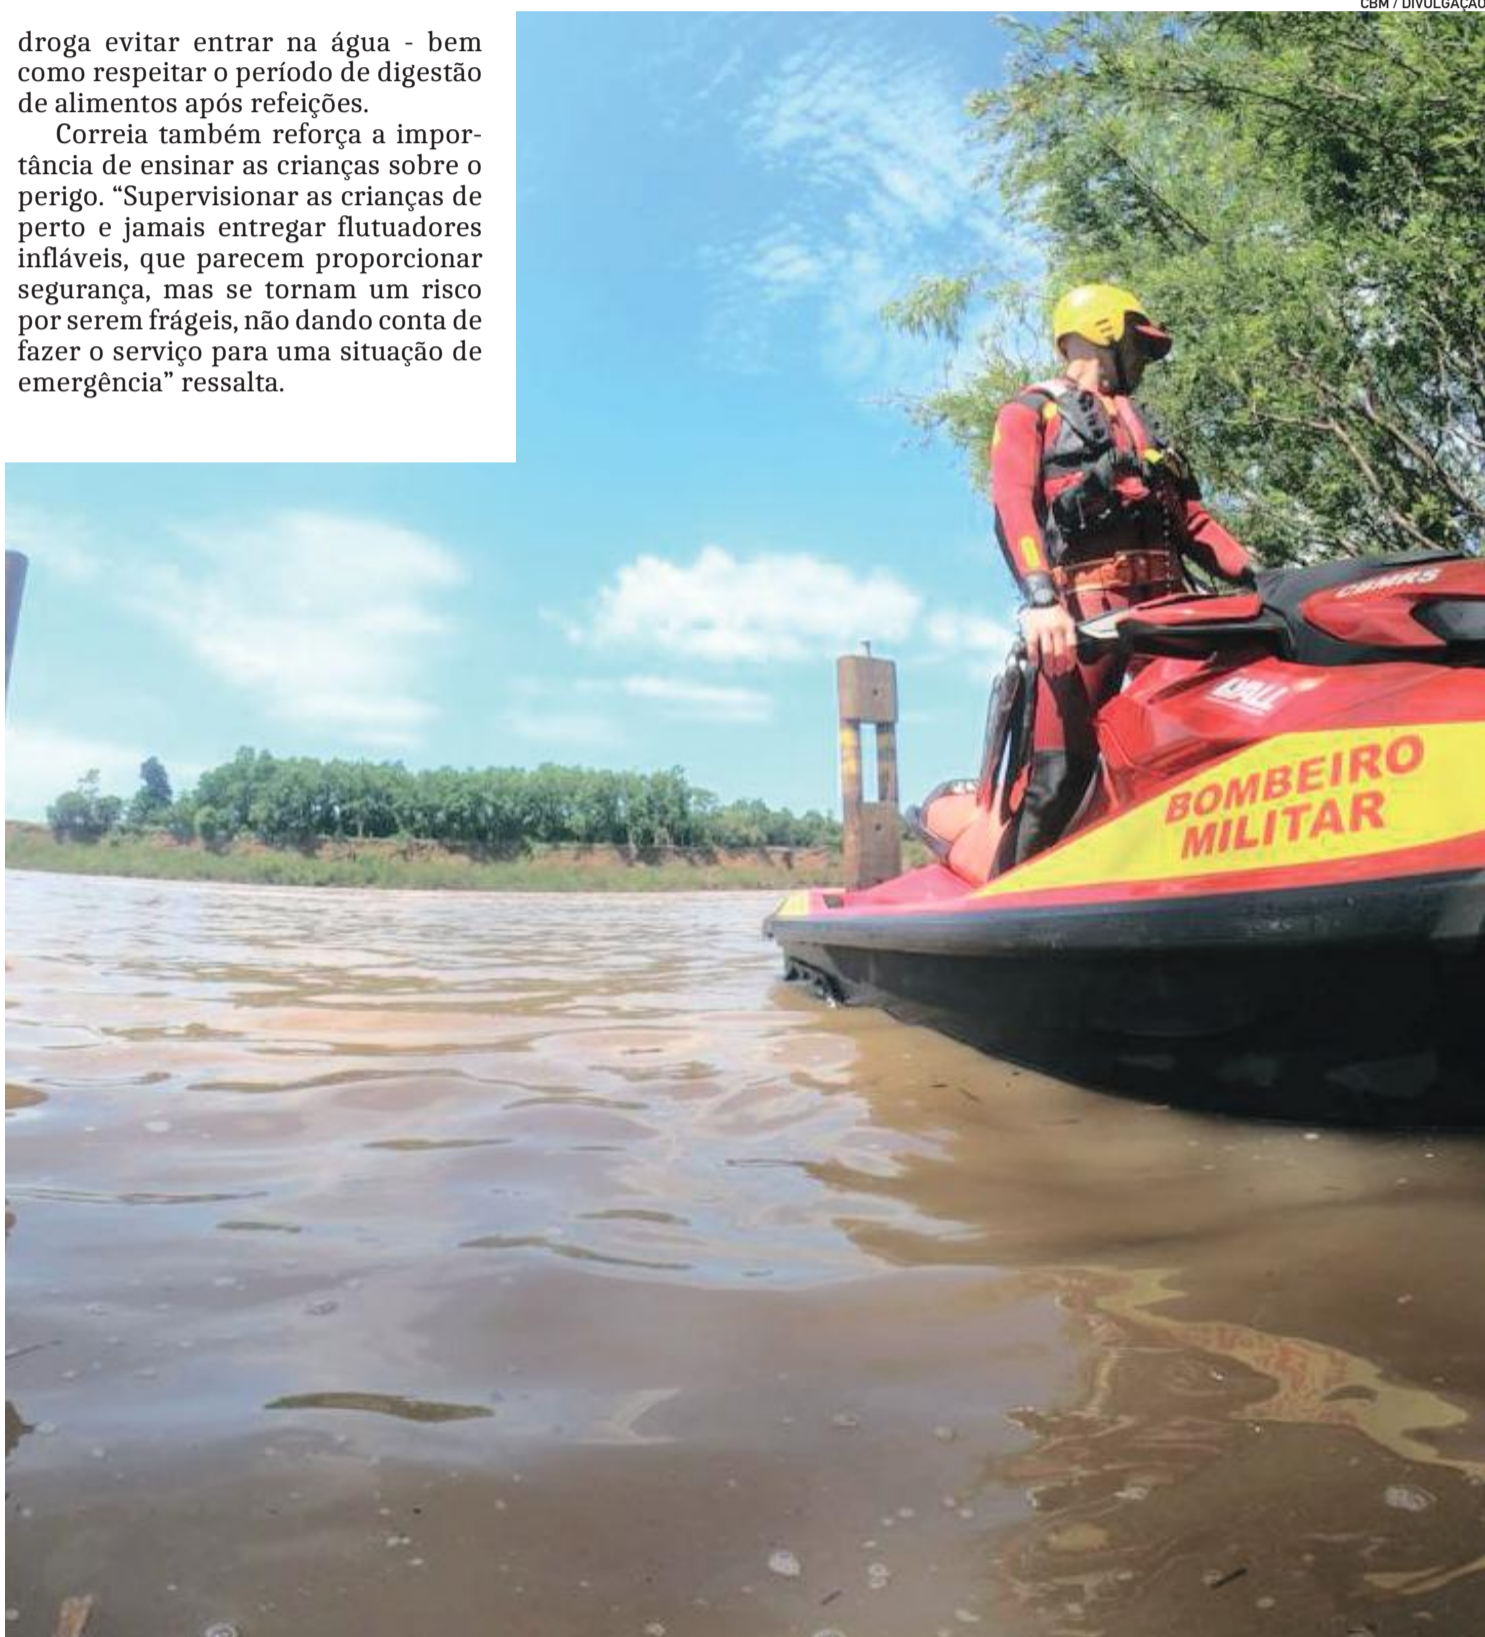 CBM / DIVULGAÇÃO
droga evitar entrar na água - bem
como respeitar o período de digestão
de alimentos após refeições.
Correia também reforça a impor-
tância de ensinar as crianças sobre o
perigo. “Supervisionar as crianças de
perto e jamais entregar flutuadores
infláveis, que parecem proporcionar
segurança, mas se tornam um risco
por serem frágeis, não dando conta de
fazer o serviço para uma situação de
emergência” ressalta.
CBMRS
BOMBEIRO
MILITAR